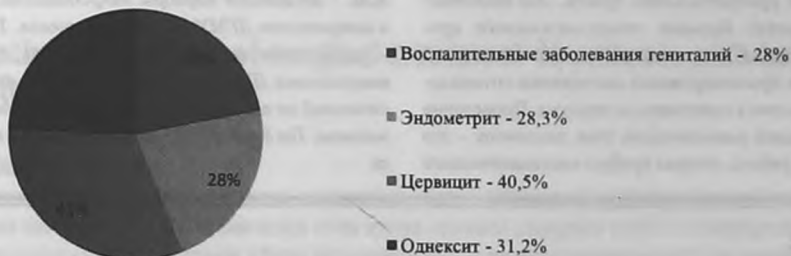 Воспалительные заболевания гениталий - 28%
Эндометрит - 28,3%
28%
Цервицит - 40,5%
Однексит - 31,2%